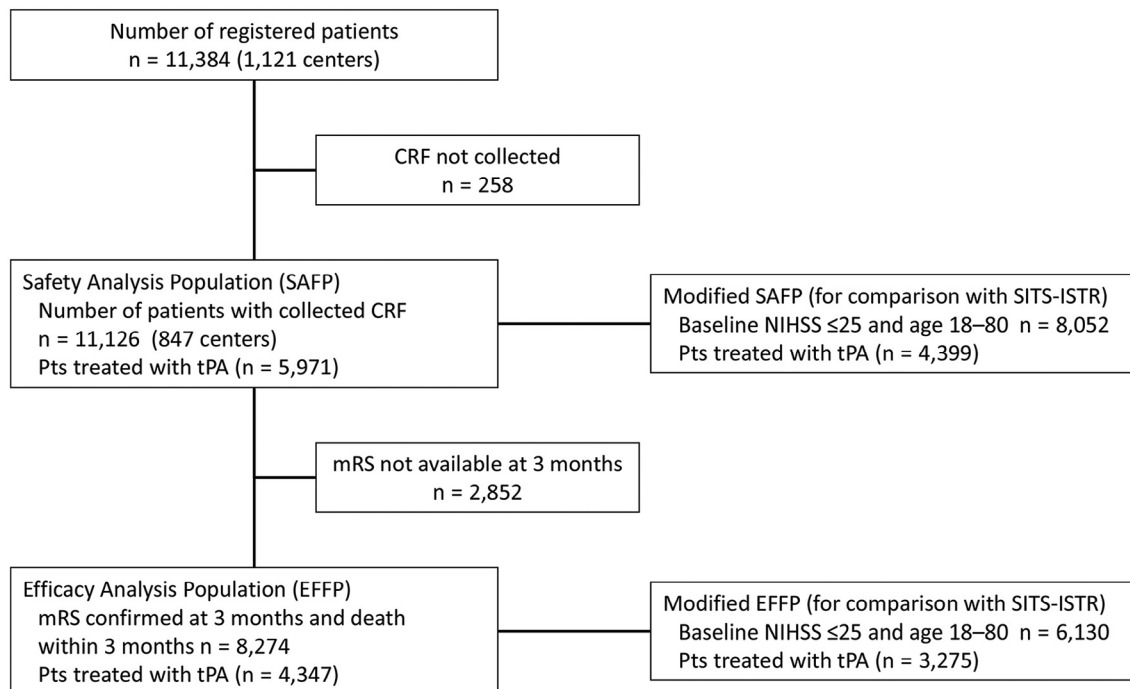 Number of registered patients
n = 11,384 (1,121 centers)
CRF not collected
n = 258
Safety Analysis Population (SAFP)
Number of patients with collected CRF
n = 11,126 (847 centers)
Pts treated with tPA (n = 5,971)
Modified SAFP (for comparison with SITS-ISTR)
Baseline NIHSS ≤25 and age 18–80 n = 8,052
Pts treated with tPA (n = 4,399)
mRS not available at 3 months
n = 2,852
Efficacy Analysis Population (EFFP)
mRS confirmed at 3 months and death
within 3 months n = 8,274
Pts treated with tPA (n = 4,347)
Modified EFFP (for comparison with SITS-ISTR)
Baseline NIHSS ≤25 and age 18–80 n = 6,130
Pts treated with tPA (n = 3,275)